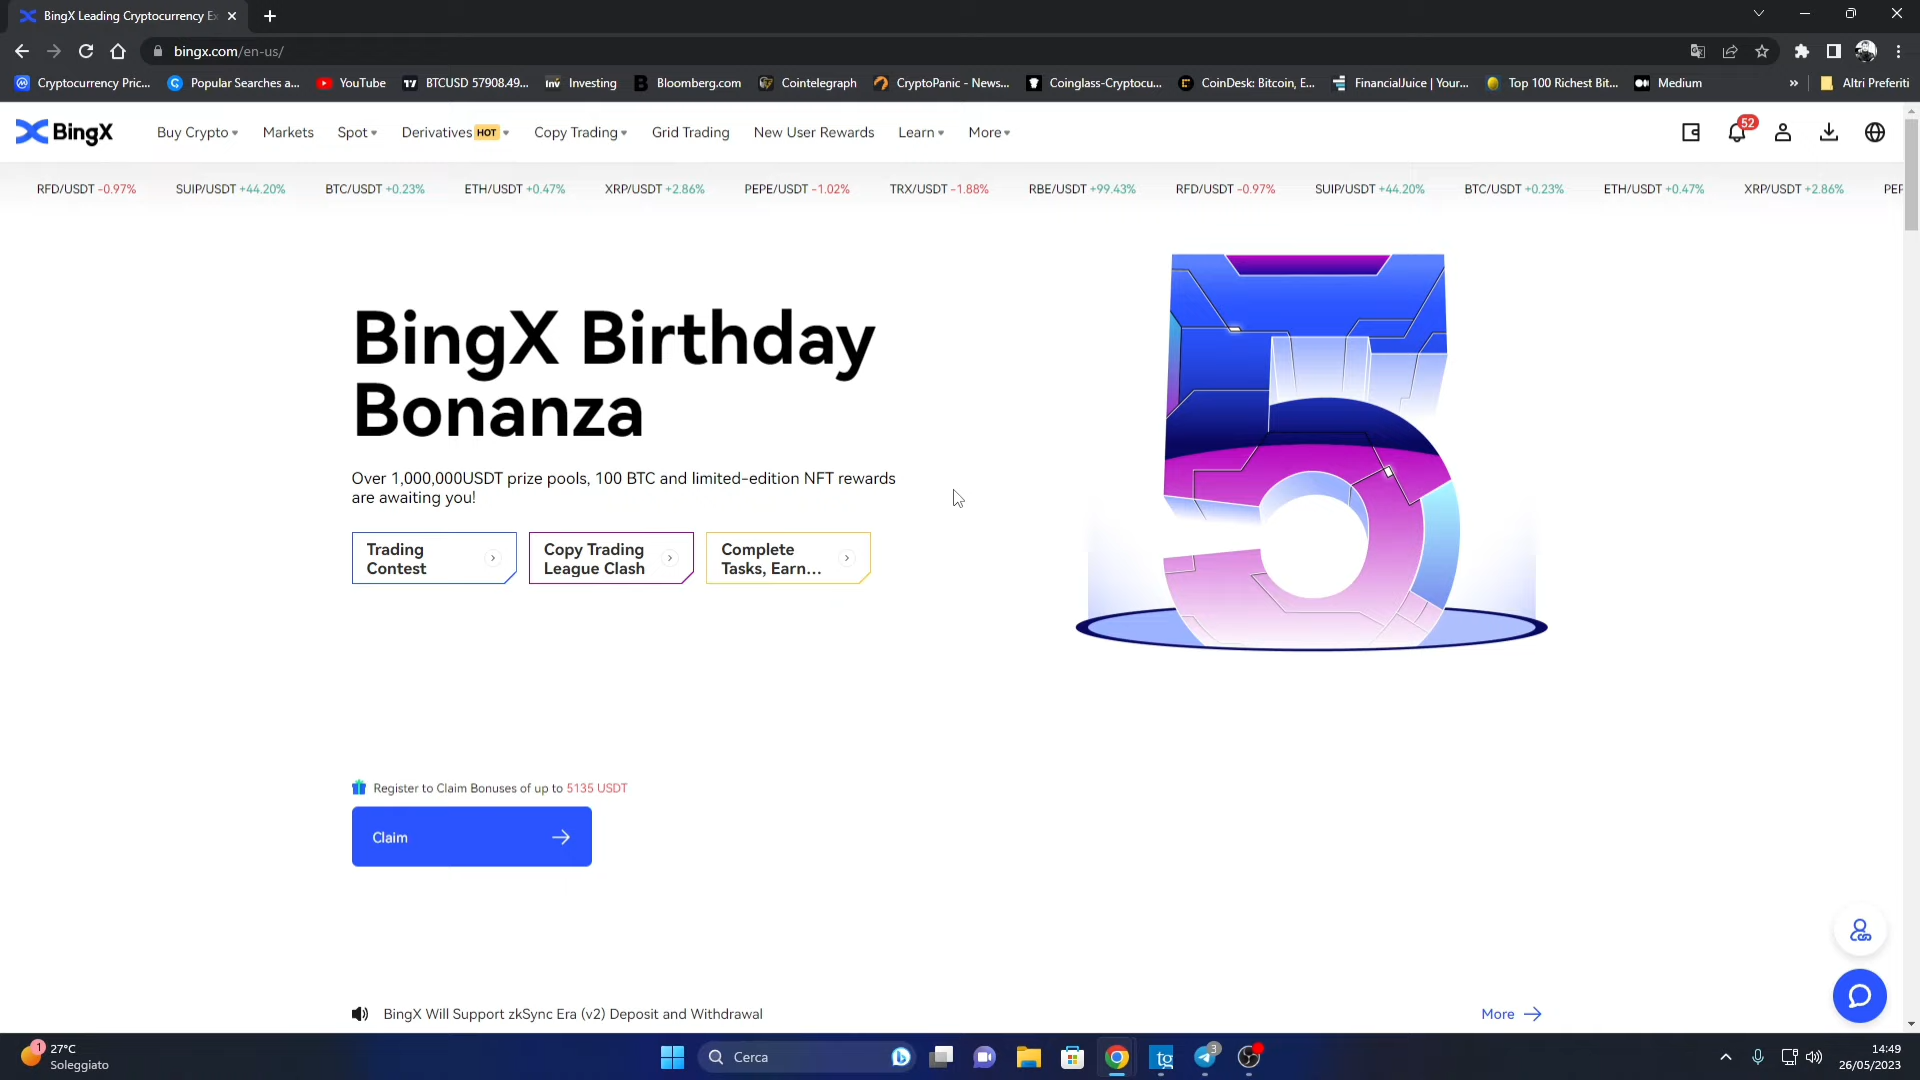 BingX Leading Cryptocurrency Ex
bingx.com/en-us/
Cryptocurrency Pric...
Popular Searches a...
YouTube
BTCUSD 57908.49...
Investing
Bloomberg.com
Cointelegraph
CryptoPanic - News...
Coinglass-Cryptocu...
CoinDesk: Bitcoin, E...
FinancialJuice | Your...
Top 100 Richest Bit...
Medium
»
Altri Preferiti
BingX
Buy Crypto
Markets
Spot
Derivatives HOT
Copy Trading
Grid Trading
New User Rewards
Learn
More
52
RFD/USDT -0.97%
SUIP/USDT +44.20%
BTC/USDT +0.23%
ETH/USDT +0.47%
XRP/USDT +2.86%
PEPE/USDT -1.02%
TRX/USDT -1.88%
RBE/USDT +99.43%
RFD/USDT -0.97%
SUIP/USDT +44.20%
BTC/USDT +0.23%
ETH/USDT +0.47%
XRP/USDT +2.86%
PEP
BingX Birthday
Bonanza
5
Over 1,000,000USDT prize pools, 100 BTC and limited-edition NFT rewards
are awaiting you!
Trading
Contest
Copy Trading
League Clash
Complete
Tasks, Earn...
Register to Claim Bonuses of up to 5135 USDT
Claim
BingX Will Support zkSync Era (v2) Deposit and Withdrawal
More
1
27°C
Soleggiato
Cerca
tg
3
14:49
26/05/2023